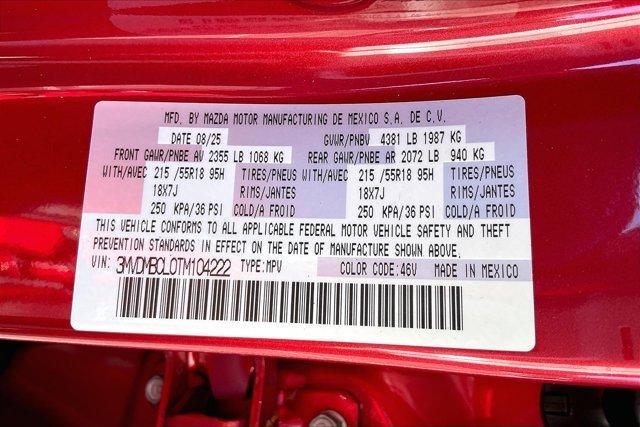 MFD. BY MAZDA MOTOR MANUFACTURING DE MEXICO S.A. DE C.V.
DATE 08/25 GVWR/PNBV 4381 LB 1987 KG
FRONT GAWR/PNBE AV 2355 LB 1068 KG REAR GAWR/PNBE AR 2072 LB 940 KG
WITH/AVEC 215 /55R18 95H TIRES/PNEUS WITH/AVEC 215 /55R18 95H TIRES/PNEUS
18X7J RIMS/JANTES 18X7J RIMS/JANTES
250 KPA/36 PSI COLD/A FROID 250 KPA/36 PSI COLD/A FROID
THIS VEHICLE CONFORMS TO ALL APPLICABLE FEDERAL MOTOR VEHICLE SAFETY AND THEFT
PREVENTION STANDARDS IN EFFECT ON THE DATE OF MANUFACTURE SHOWN ABOVE.
VIN: 3MVDMBCL0TM104222 TYPE:MPV COLOR CODE:46V MADE IN MEXICO